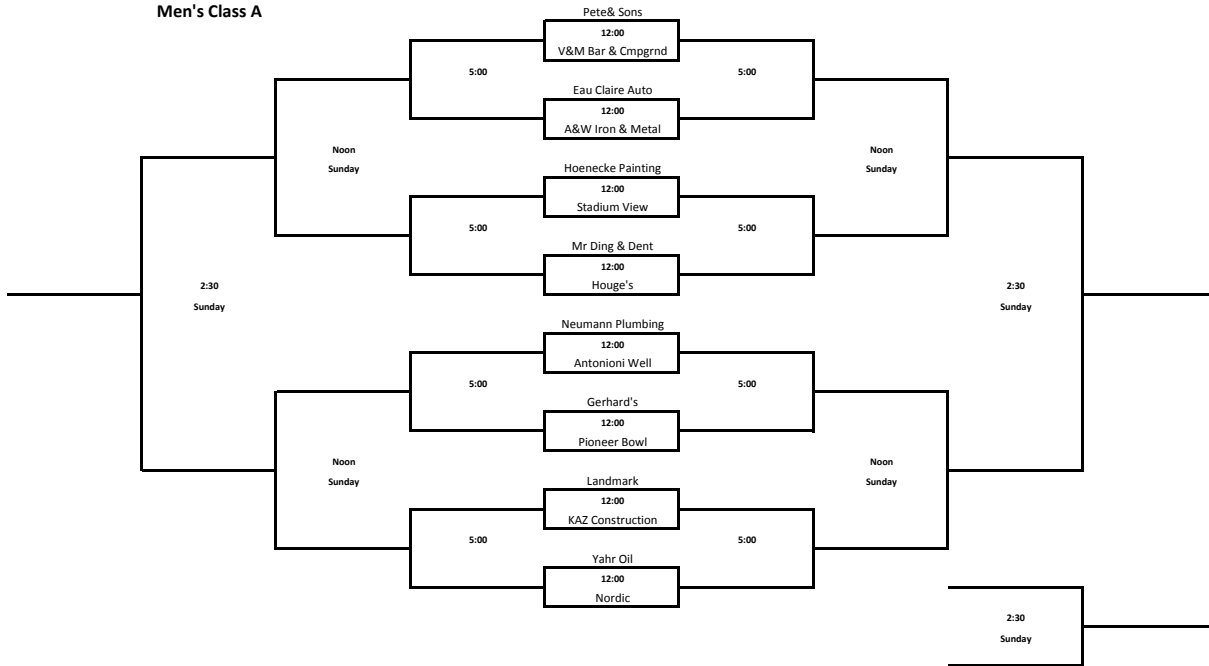 Men's Class A
Pete& Sons
12:00
V&M Bar & Cmpgrnd
5:00
5:00
Eau Claire Auto
12:00
A&W Iron & Metal
Noon
Sunday
Noon
Sunday
Hoenecke Painting
12:00
Stadium View
5:00
5:00
Mr Ding & Dent
12:00
Houge's
2:30
Sunday
2:30
Sunday
Neumann Plumbing
12:00
Antonioni Well
5:00
5:00
Gerhard's
12:00
Pioneer Bowl
Noon
Sunday
Noon
Sunday
Landmark
12:00
KAZ Construction
5:00
5:00
Yahr Oil
12:00
Nordic
2:30
Sunday